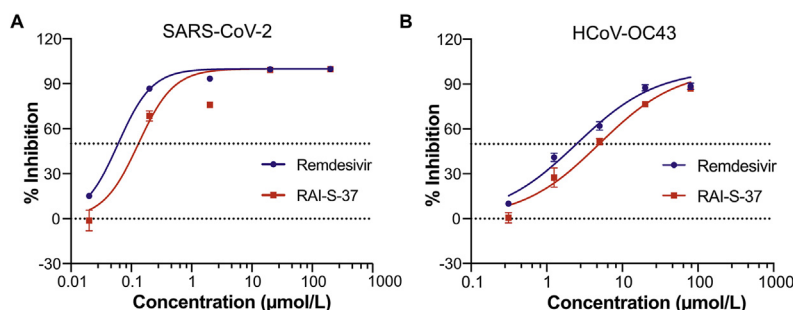 A
SARS-CoV-2
120
90
60
30
0
-30
% Inhibition
Remdesivir
RAI-S-37
0.01 0.1 1 10 100 1000
Concentration (µmol/L)
B
HCoV-OC43
120
90
60
30
0
-30
% Inhibition
Remdesivir
RAI-S-37
0.1 1 10 100 1000
Concentration (µmol/L)